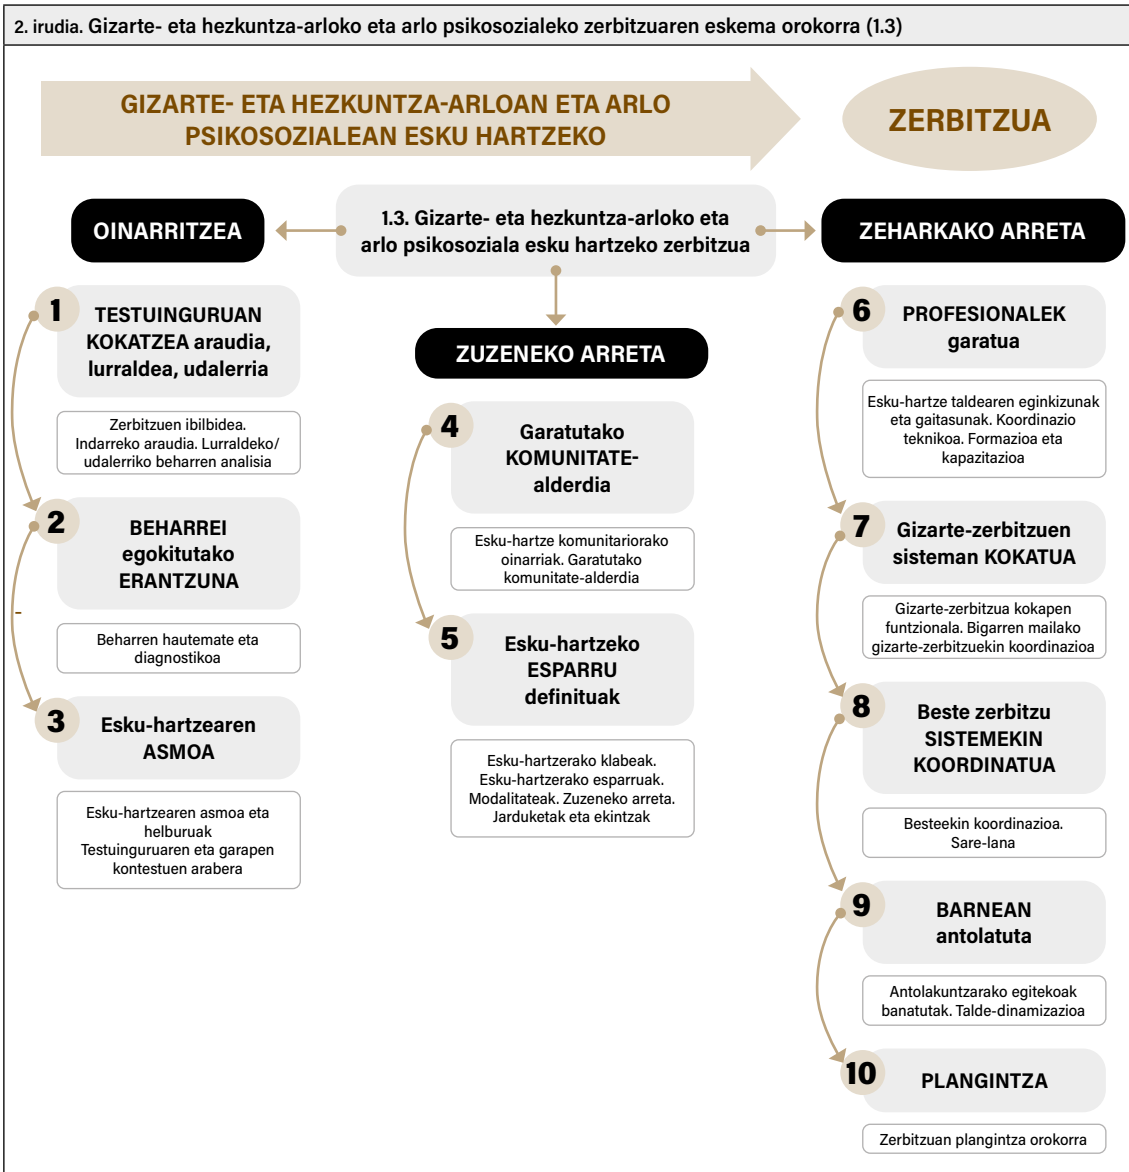 2. irudia. Gizarte- eta hezkuntza-arloko eta arlo psikosozialeko zerbitzuaren eskema orokorra (1.3)
GIZARTE- ETA HEZKUNTZA-ARLOAN ETA ARLO
PSIKOSOZIALEAN ESKU HARTZEKO
ZERBITZUA
OINARRITZEA
1.3. Gizarte- eta hezkuntza-arloko eta
arlo psikosoziala esku hartzeko zerbitzua
ZEHARKAKO ARRETA
1
TESTUINGURUAN
KOKATZEA araudia,
lurraldea, udalerria
Zerbitzuen ibilbidea.
Indarreko araudia. Lurraldeko/
udalerriko beharren analisia
2
BEHARREI
egokitutako
ERANTZUNA
-
Beharren hautemate eta
diagnostikoa
3
Esku-hartzearen
ASMOA
Esku-hartzearen asmoa eta
helburuak
Testuinguruaren eta garapen
kontestuen arabera
ZUZENEKO ARRETA
4
Garatutako
KOMUNITATE-
alderdia
Esku-hartze komunitariorako
oinarriak. Garatutako
komunitate-alderdia
5
Esku-hartzeko
ESPARRU
definituak
Esku-hartzerako klabeak.
Esku-hartzerako esparruak.
Modalitateak. Zuzeneko arreta.
Jarduketak eta ekintzak
6
PROFESIONALEK
garatua
Esku-hartze taldearen eginkizunak
eta gaitasunak. Koordinazio
teknikoa. Formazioa eta
kapazitazioa
7
Gizarte-zerbitzuen
sisteman KOKATUA
Gizarte-zerbitzua kokapen
funtzionala. Bigarren mailako
gizarte-zerbitzuekin koordinazioa
8
Beste zerbitzu
SISTEMEKIN
KOORDINATUA
Besteekin koordinazioa.
Sare-lana
9
BARNEAN
antolatuta
Antolakuntzarako egitekoak
banatutak. Talde-dinamizazioa
10
PLANGINTZA
Zerbitzuan plangintza orokorra